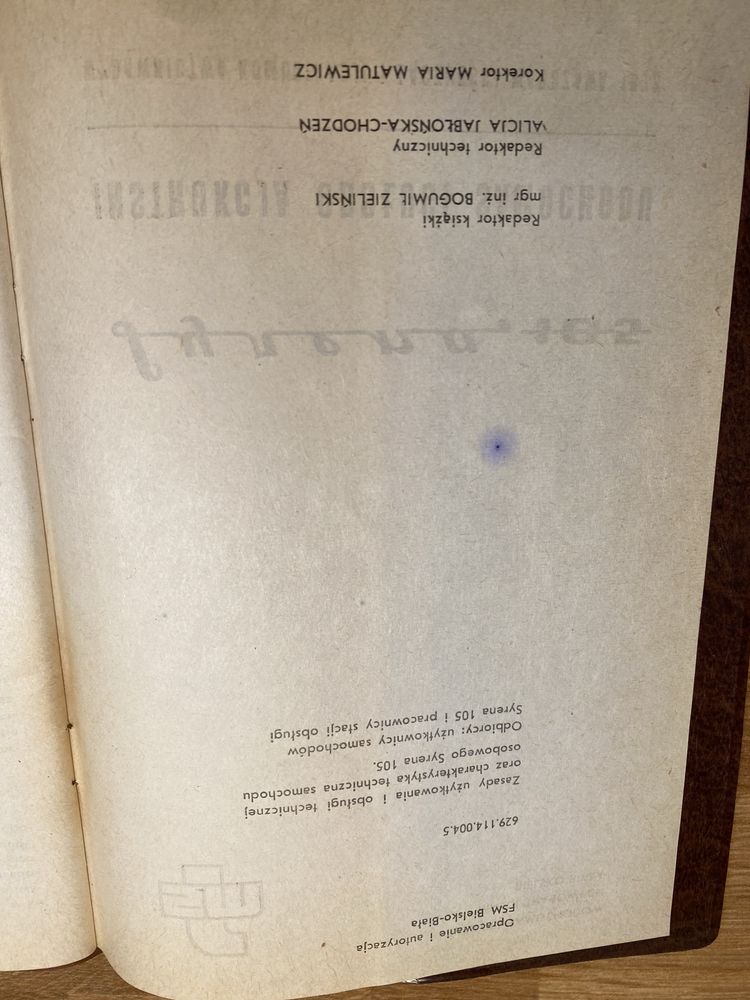 Opracowanie i autoryzacja
FSM Bielsko-Biała
629.114.004.5
Zasady użytkowania i obsługi technicznej
oraz charakterystyka techniczna samochodu
osobowego Syrena 105.
Odbiorcy: użytkownicy samochodów
Syrena 105 i pracownicy stacji obsługi
Redaktor książki
mgr inż. BOGUMIŁ ZIELIŃSKI
Redaktor techniczny
ALICJA JABŁOŃSKA-CHODZEŃ
Korektor MARIA MATULEWICZ